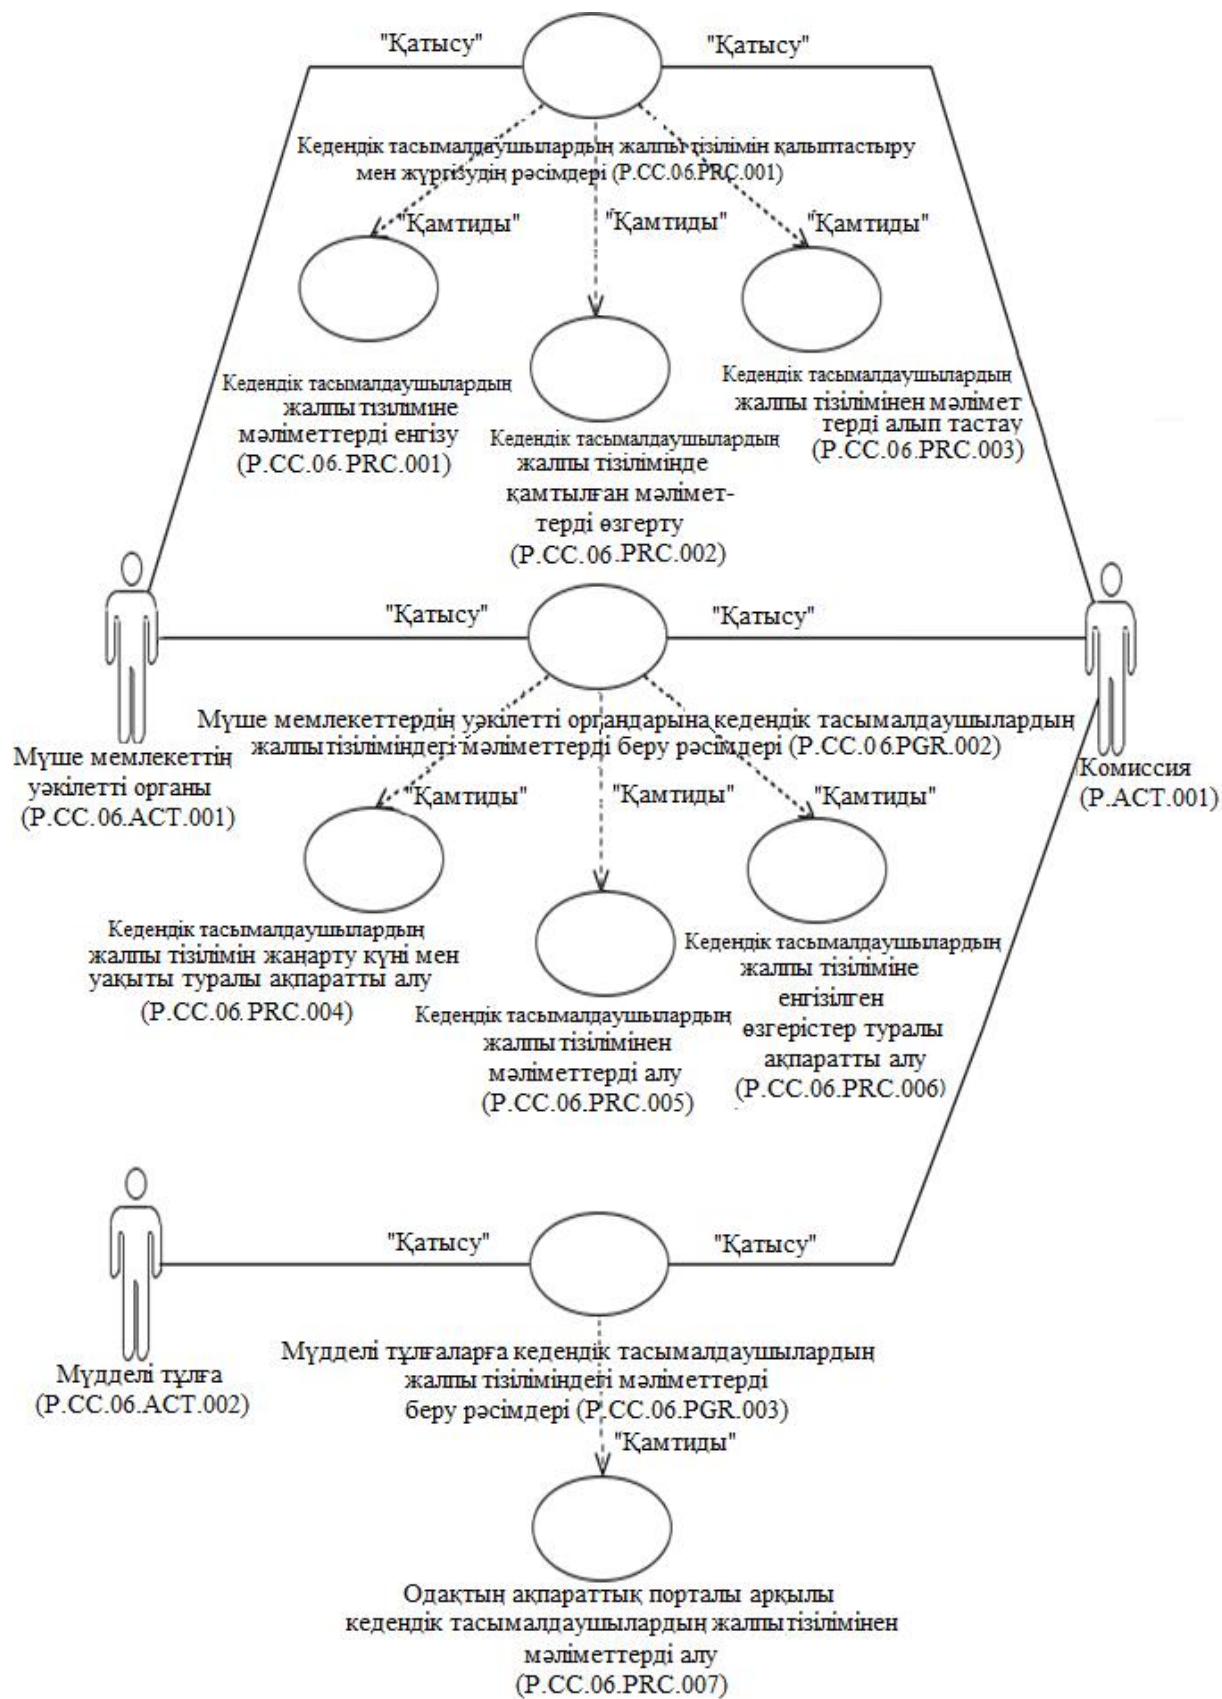 "Қатысу"
"Қатысу"
Кедендік тасымалдаушылардың жалпы тізілімін қалыптастыру
мен жүргізудің рәсімдері (P.CC.06.PRC.001)
"Қамтиды"
"Қамтиды"
"Қамтиды"
Кедендік тасымалдаушылардың
жалпы тізіліміне
мәліметтерді енгізу
(P.CC.06.PRC.001)
Кедендік тасымалдаушылардың
жалпы тізілімінде
қамтылған мәлімет-
терді өзгерту
(P.CC.06.PRC.002)
Кедендік тасымалдаушылардың
жалпы тізілімінен мәлімет
терді алып тастау
(P.CC.06.PRC.003)
"Қатысу"
"Қатысу"
Мүше мемлекеттің
уәкілетті органы
(P.CC.06.ACT.001)
Комиссия
(P.ACT.001)
Мүше мемлекеттердің уәкілетті органдарына кедендік тасымалдаушылардың
жалпы тізіліміндегі мәліметтерді беру рәсімдері (P.CC.06.PGR.002)
"Қамтиды"
"Қамтиды"
"Қамтиды"
Кедендік тасымалдаушылардың
жалпы тізілімін жаңарту күні мен
уақыты туралы ақпаратты алу
(P.CC.06.PRC.004)
Кедендік тасымалдаушылардың
жалпы тізілімінен
мәліметтерді алу
(P.CC.06.PRC.005)
Кедендік тасымалдаушылардың
жалпы тізіліміне
енгізілген
өзгерістер туралы
ақпаратты алу
(P.CC.06.PRC.006)
"Қатысу"
"Қатысу"
Мүдделі тұлға
(P.CC.06.ACT.002)
Мүдделі тұлғаларға кедендік тасымалдаушылардың
жалпы тізіліміндегі мәліметтерді
беру рәсімдері (P.CC.06.PGR.003)
"Қамтиды"
Одақтың ақпараттық порталы арқылы
кедендік тасымалдаушылардың жалпы тізілімінен
мәліметтерді алу
(P.CC.06.PRC.007)